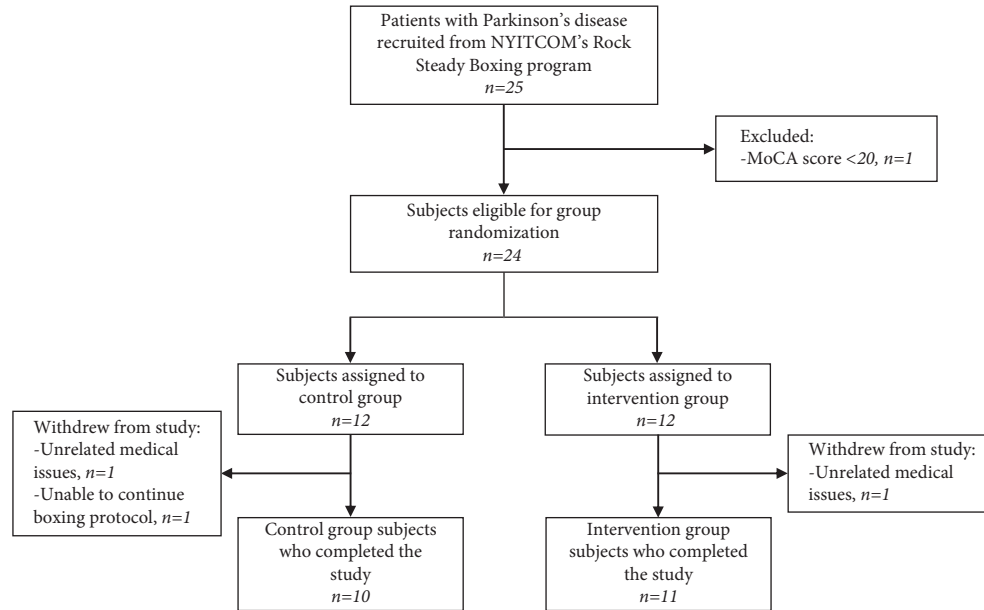 Patients with Parkinson's disease
recruited from NYITCOM's Rock
Steady Boxing program
n=25
Excluded:
-MoCA score <20, n=1
Subjects eligible for group
randomization
n=24
Subjects assigned to
control group
n=12
Subjects assigned to
intervention group
n=12
Withdrew from study:
-Unrelated medical
issues, n=1
-Unable to continue
boxing protocol, n=1
Withdrew from study:
-Unrelated medical
issues, n=1
Control group subjects
who completed the
study
n=10
Intervention group
subjects who completed
the study
n=11